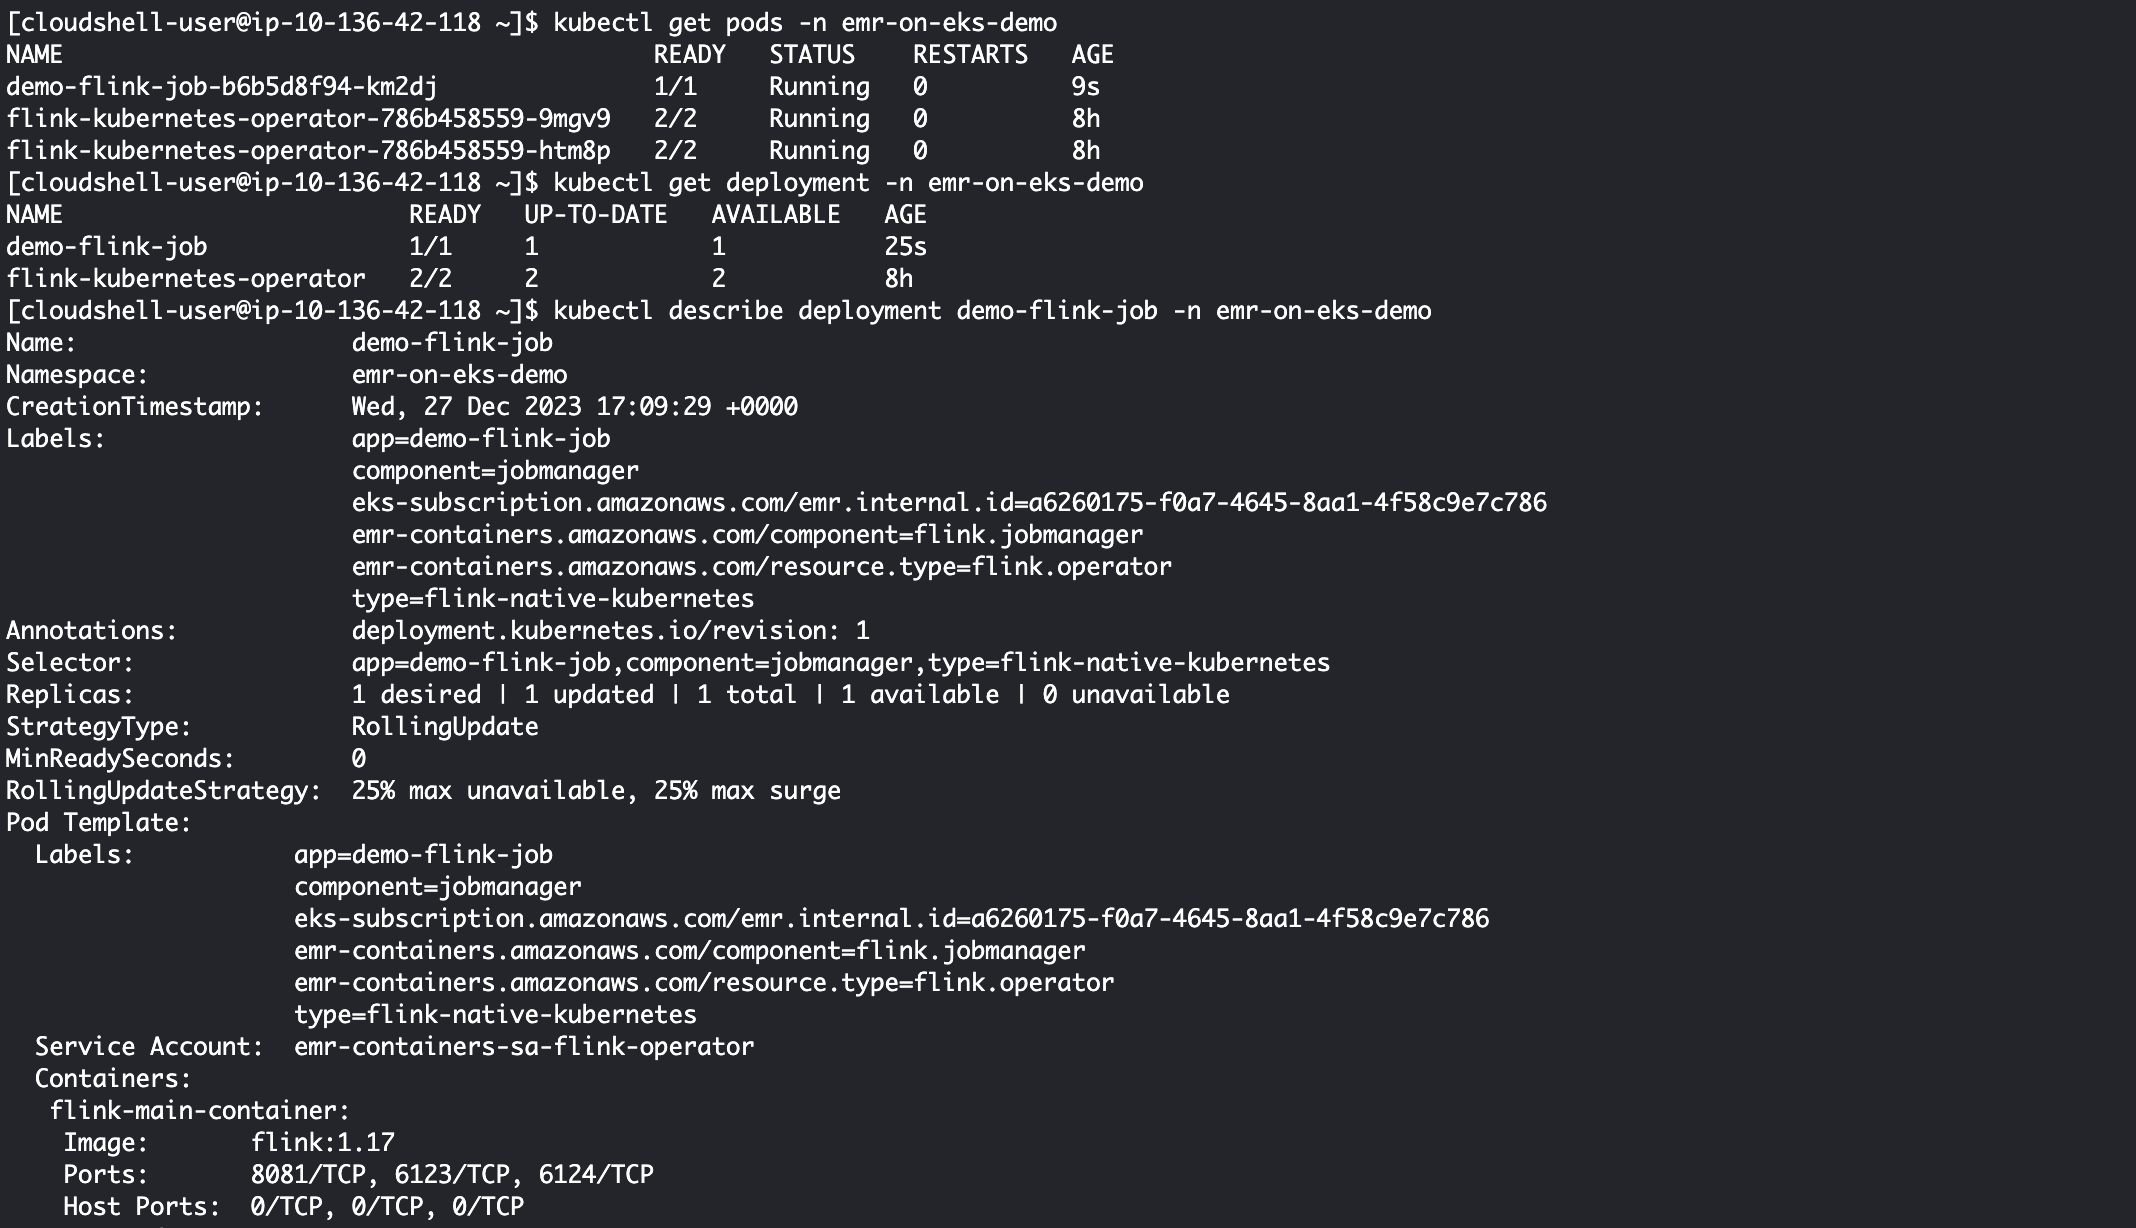 [cloudshell-user@ip-10-136-42-118 ~]$ kubectl get pods -n emr-on-eks-demo
NAME                                         READY   STATUS    RESTARTS   AGE
demo-flink-job-b6b5d8f94-km2dj               1/1     Running   0          9s
flink-kubernetes-operator-786b458559-9mgv9   2/2     Running   0          8h
flink-kubernetes-operator-786b458559-htm8p   2/2     Running   0          8h
[cloudshell-user@ip-10-136-42-118 ~]$ kubectl get deployment -n emr-on-eks-demo
NAME                        READY   UP-TO-DATE   AVAILABLE   AGE
demo-flink-job              1/1     1            1           25s
flink-kubernetes-operator   2/2     2            2           8h
[cloudshell-user@ip-10-136-42-118 ~]$ kubectl describe deployment demo-flink-job -n emr-on-eks-demo
Name:                   demo-flink-job
Namespace:              emr-on-eks-demo
CreationTimestamp:      Wed, 27 Dec 2023 17:09:29 +0000
Labels:                 app=demo-flink-job
                        component=jobmanager
                        eks-subscription.amazonaws.com/emr.internal.id=a6260175-f0a7-4645-8aa1-4f58c9e7c786
                        emr-containers.amazonaws.com/component=flink.jobmanager
                        emr-containers.amazonaws.com/resource.type=flink.operator
                        type=flink-native-kubernetes
Annotations:            deployment.kubernetes.io/revision: 1
Selector:               app=demo-flink-job,component=jobmanager,type=flink-native-kubernetes
Replicas:               1 desired | 1 updated | 1 total | 1 available | 0 unavailable
StrategyType:           RollingUpdate
MinReadySeconds:        0
RollingUpdateStrategy:  25% max unavailable, 25% max surge
Pod Template:
  Labels:           app=demo-flink-job
                    component=jobmanager
                    eks-subscription.amazonaws.com/emr.internal.id=a6260175-f0a7-4645-8aa1-4f58c9e7c786
                    emr-containers.amazonaws.com/component=flink.jobmanager
                    emr-containers.amazonaws.com/resource.type=flink.operator
                    type=flink-native-kubernetes
  Service Account:  emr-containers-sa-flink-operator
  Containers:
   flink-main-container:
    Image:       flink:1.17
    Ports:       8081/TCP, 6123/TCP, 6124/TCP
    Host Ports:  0/TCP, 0/TCP, 0/TCP